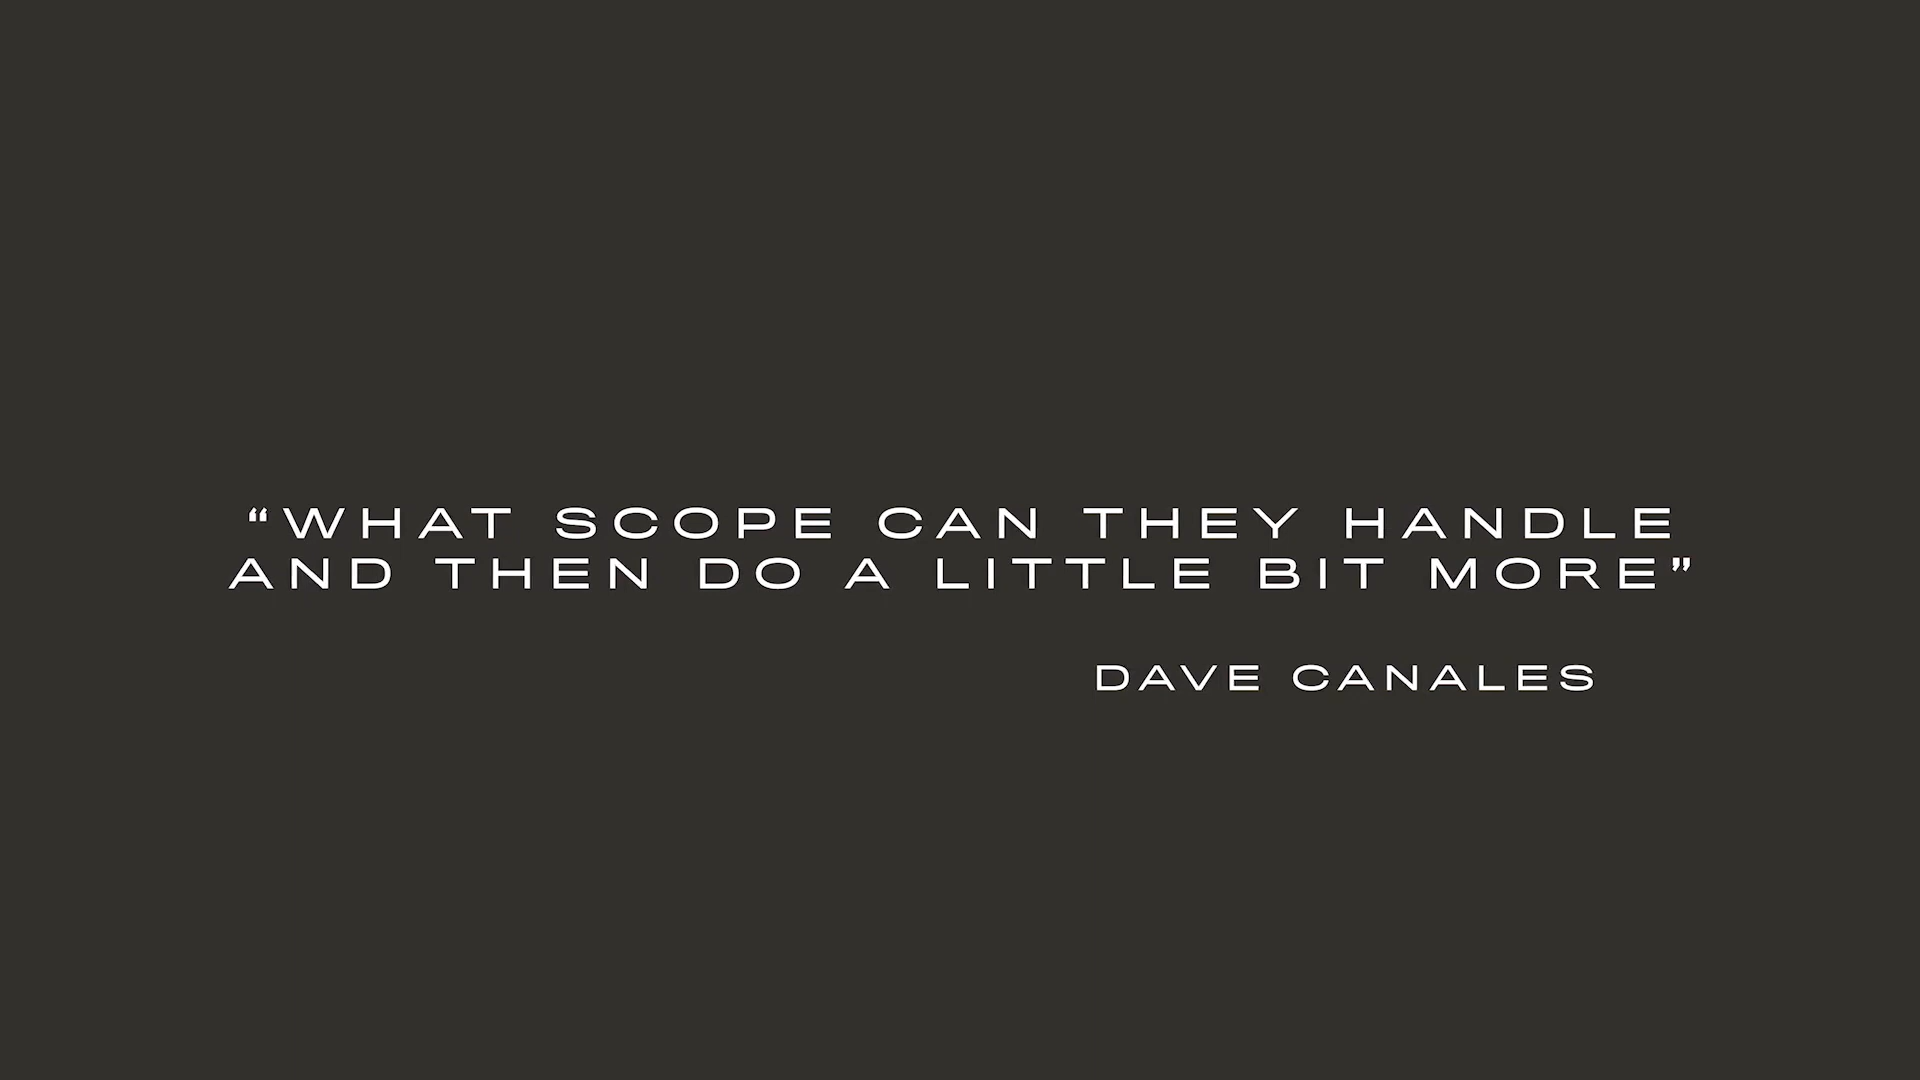 “WHAT SCOPE CAN THEY HANDLE
AND THEN DO A LITTLE BIT MORE”
DAVE CANALES